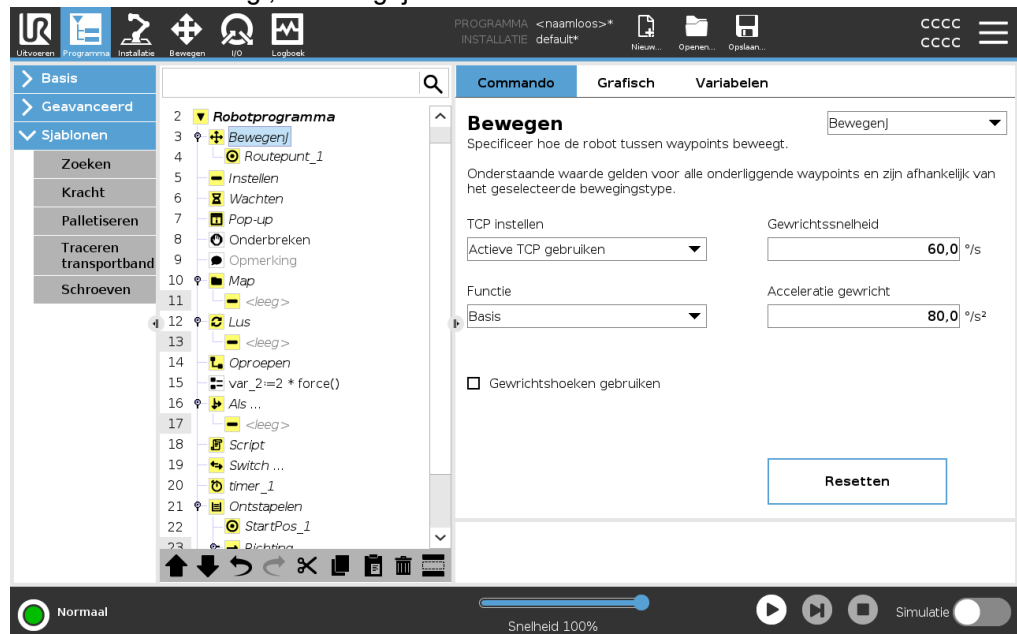 PROGRAMMA <naamloos>*
INSTALLATIE default*
UR
Uitvoeren
Programma
Installatie
Bewegen
I/O
Logboek
Nieuw...
Openen...
Opslaan...
CCCC
CCCC
Basis
Geavanceerd
Sjablonen
Zoeken
Kracht
Palletiseren
Traceren
transportband
Schroeven
2 Robotprogramma
3 BewegenJ
4 Routepunt_1
5 Instellen
6 Wachten
7 Pop-up
8 Onderbreken
9 Opmerking
10 Map
11 <leeg>
12 Lus
13 <leeg>
14 Oproepen
15 var_2:=2 * force()
16 Als ...
17 <leeg>
18 Script
19 Switch ...
20 timer_1
21 Ontstapelen
22 StartPos_1
23 Richting
Commando
Grafisch
Variabelen
Bewegen
BewegenJ
Specificeer hoe de robot tussen waypoints beweegt.
Onderstaande waarde gelden voor alle onderliggende waypoints en zijn afhankelijk van
het geselecteerde bewegingstype.
TCP instellen
Gewrichtssnelheid
Actieve TCP gebruiken
60,0 °/s
Functie
Acceleratie gewricht
Basis
80,0 °/s²
Gewrichtshoeken gebruiken
Resetten
Normaal
Snelheid 100%
Simulatie